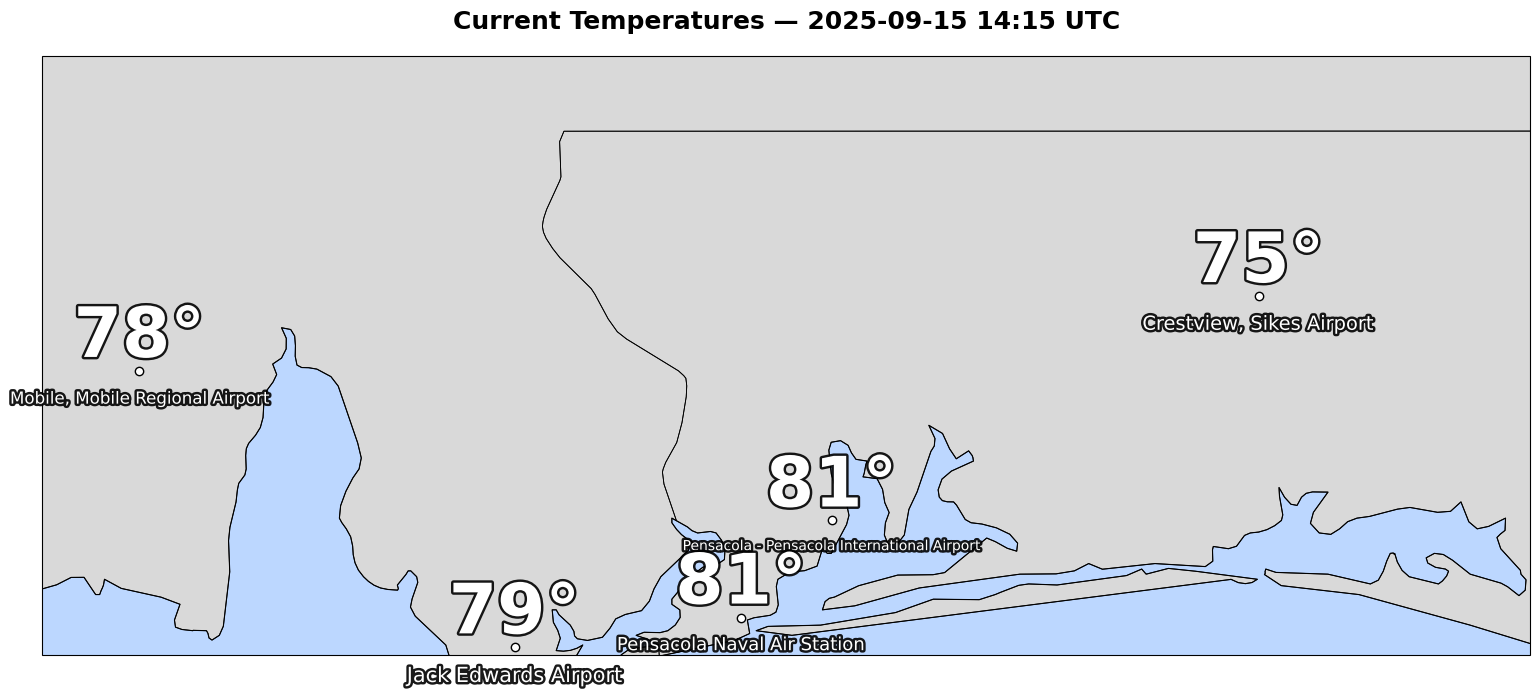 Current Temperatures — 2025-09-15 14:15 UTC
75°
Crestview, Sikes Airport
78°
Mobile, Mobile Regional Airport
81°
Pensacola - Pensacola International Airport
81°
Pensacola Naval Air Station
79°
Jack Edwards Airport